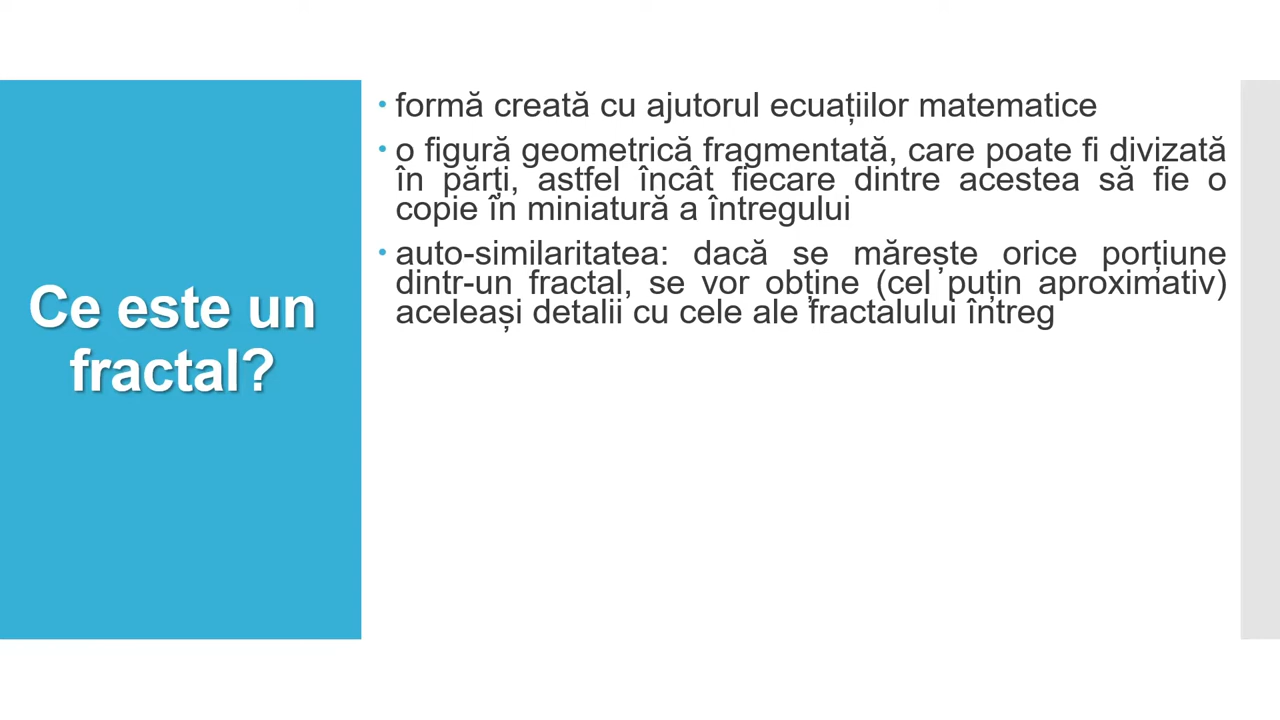 Ce este un
fractal?
• formă creată cu ajutorul ecuațiilor matematice
• o figură geometrică fragmentată, care poate fi divizată
în părți, astfel încât fiecare dintre acestea să fie o
copie în miniatură a întregului
• auto-similaritatea: dacă se mărește orice porțiune
dintr-un fractal, se vor obține (cel puțin aproximativ)
aceleași detalii cu cele ale fractalului întreg